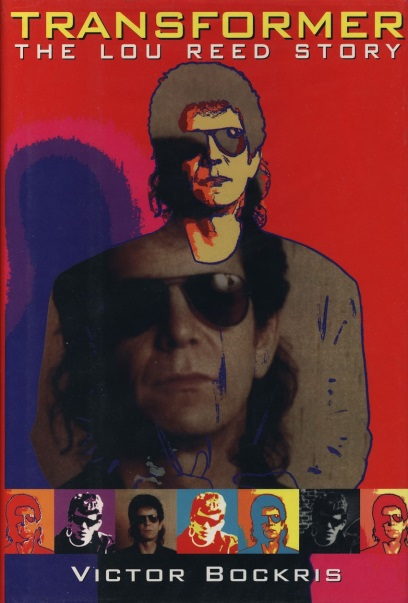 TRANSFORMER
THE LOU REED STORY
VICTOR BOCKRIS